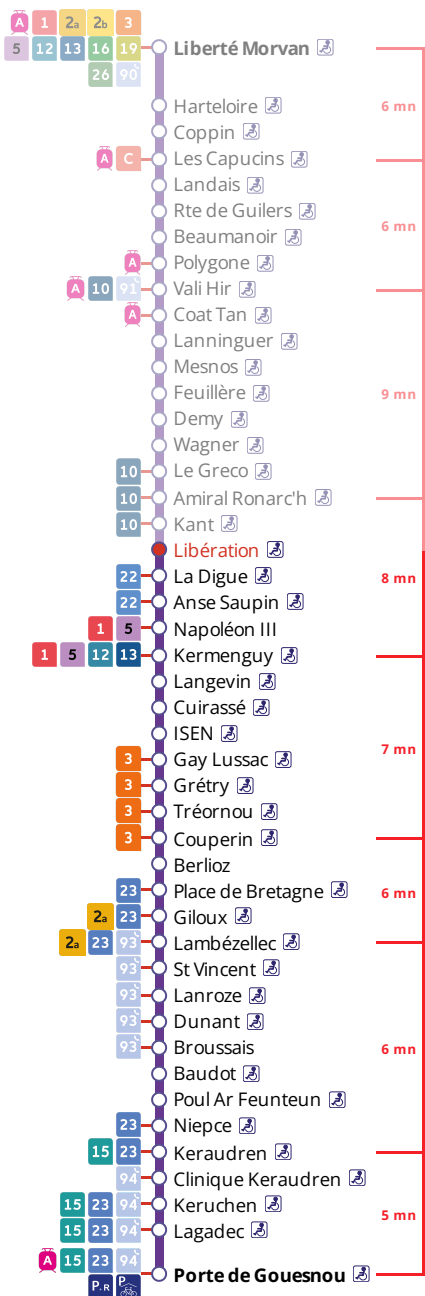 A 1 2a 2b 3
5 12 13 16 19 Liberté Morvan
26 90
Harteloire 6 mn
Coppin
A C Les Capucins
Landais
Rte de Guilers 6 mn
Beaumanoir
A Polygone
A 10 91 Vali Hir
A Coat Tan
Lanninguer
Mesnos
Feuillère 9 mn
Demy
Wagner
10 Le Greco
10 Amiral Ronarc'h
10 Kant
Libération
22 La Digue 8 mn
22 Anse Saupin
1 5 Napoléon III
1 5 12 13 Kermenguy
Langevin
Cuirassé
ISEN 7 mn
3 Gay Lussac
3 Grétry
3 Tréornou
3 Couperin
Berlioz
23 Place de Bretagne 6 mn
2a 23 Giloux
2a 23 93 Lambézellec
93 St Vincent
93 Lanroze
93 Dunant
93 Broussais 6 mn
Baudot
Poul Ar Feunteun
23 Niepce
15 23 Keraudren
94 Clinique Keraudren
15 23 94 Keruchen 5 mn
15 23 94 Lagadec
A 15 23 94
P+R P Porte de Gouesnou